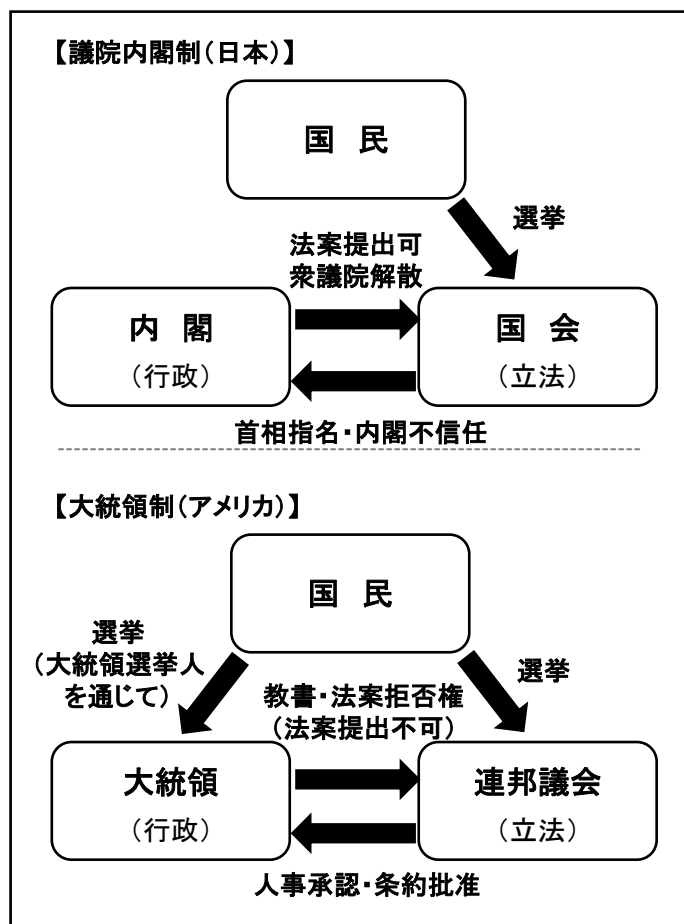 【議院内閣制(日本)】
国 民
選挙
法案提出可
衆議院解散
内 閣
(行政)
国 会
(立法)
首相指名・内閣不信任
【大統領制(アメリカ)】
国 民
選挙
(大統領選挙人
を通じて)
選挙
教書・法案拒否権
(法案提出不可)
大統領
(行政)
連邦議会
(立法)
人事承認・条約批准